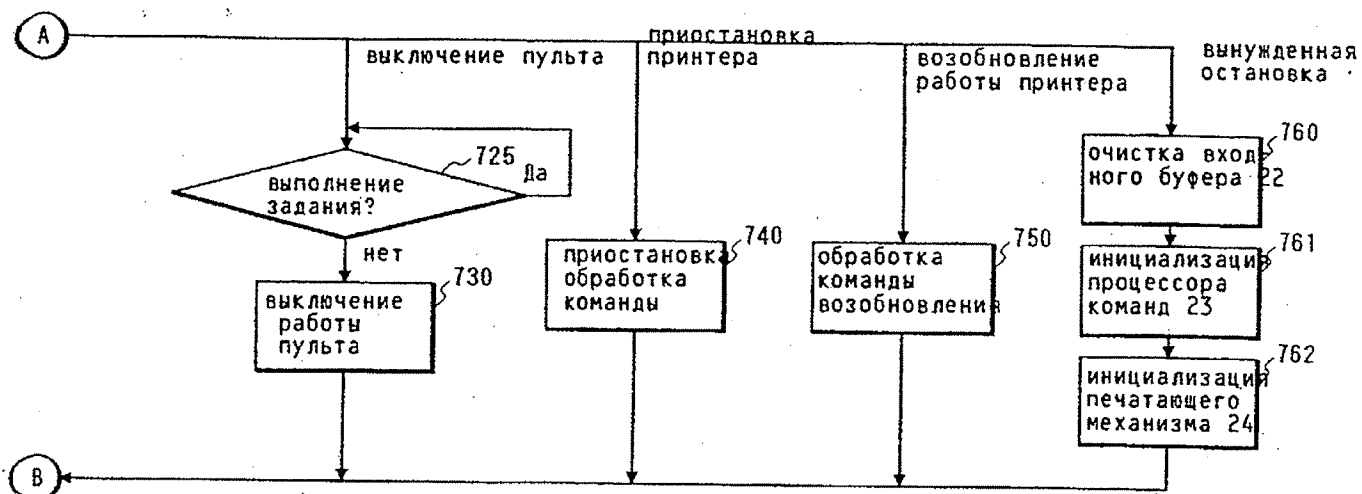 A
выключение пульта
приостановка
принтера
возобновление
работы принтера
вынужденная
остановка
725
выполнение
задания?
Да
нет
730
выключение
работы
пульта
740
приостановка
обработка
команды
750
обработка
команды
возобновления
760
очистка вход
ного буфера 22
761
инициализация
процессора
команд 23
762
инициализация
печатающего
механизма 24
B